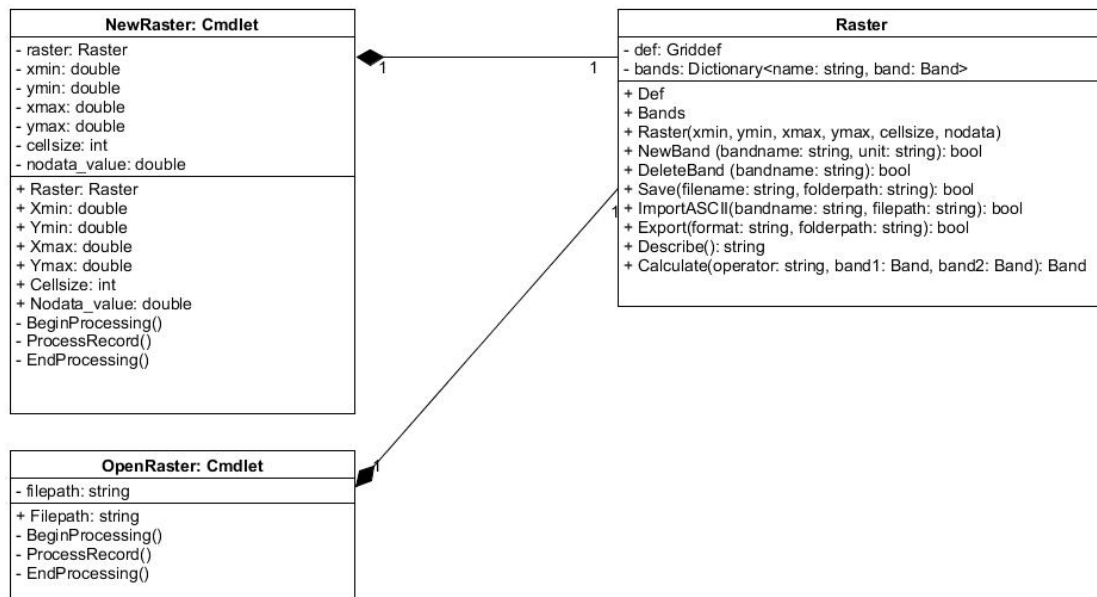 NewRaster: Cmdlet
- raster: Raster
- xmin: double
- ymin: double
- xmax: double
- ymax: double
- cellsize: int
- nodata_value: double
+ Raster: Raster
+ Xmin: double
+ Ymin: double
+ Xmax: double
+ Ymax: double
+ Cellsize: int
+ Nodata_value: double
- BeginProcessing()
- ProcessRecord()
- EndProcessing()
1
1
Raster
- def: Griddef
- bands: Dictionary<name: string, band: Band>
+ Def
+ Bands
+ Raster(xmin, ymin, xmax, ymax, cellsize, nodata)
+ NewBand (bandname: string, unit: string): bool
+ DeleteBand (bandname: string): bool
+ Save(filename: string, folderpath: string): bool
+ ImportASCII(bandname: string, filepath: string): bool
+ Export(format: string, folderpath: string): bool
+ Describe(): string
+ Calculate(operator: string, band1: Band, band2: Band): Band
1
1
OpenRaster: Cmdlet
- filepath: string
+ Filepath: string
- BeginProcessing()
- ProcessRecord()
- EndProcessing()